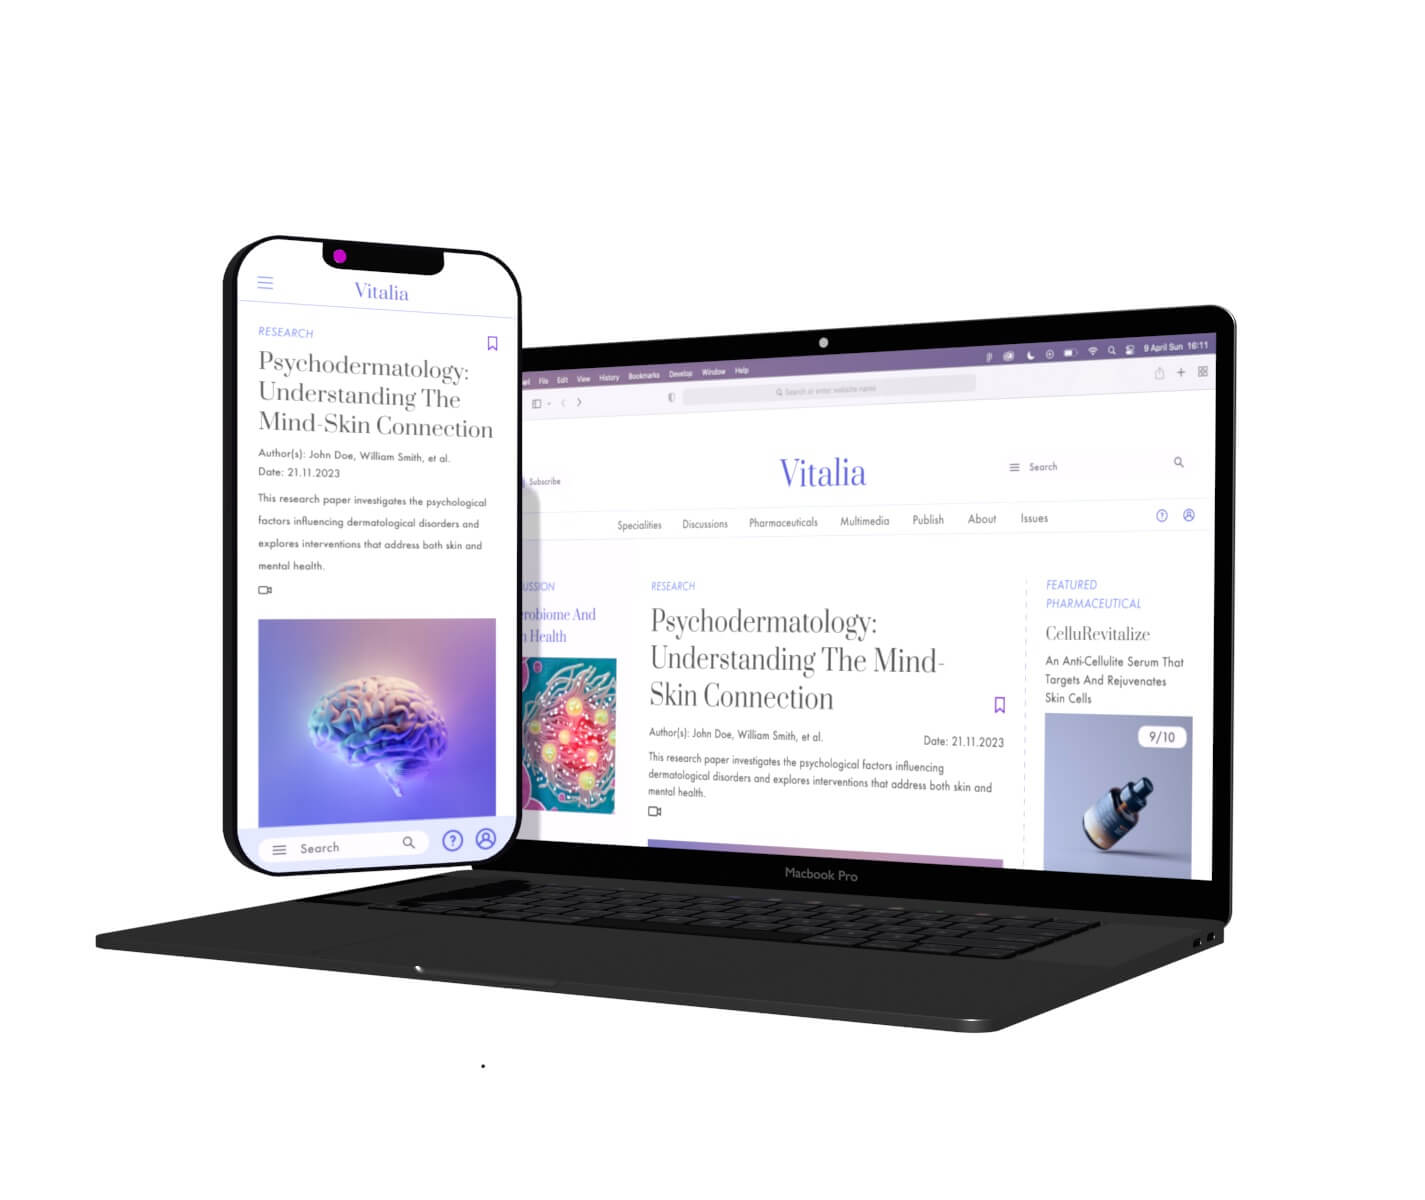 Vitalia
RESEARCH
Psychodermatology:
Understanding The
Mind-Skin Connection
Author(s): John Doe, William Smith, et al.
Date: 21.11.2023
This research paper investigates the psychological
factors influencing dermatological disorders and
explores interventions that address both skin and
mental health.
Search
?
File Edit View History Bookmarks Develop Window Help
9 April Sun 16:11
Search or enter website name
Subscribe
Vitalia
Search
Specialities Discussions Pharmaceuticals Multimedia Publish About Issues
?
And
Health
RESEARCH
Psychodermatology:
Understanding The Mind-
Skin Connection
Author(s): John Doe, William Smith, et al.
Date: 21.11.2023
This research paper investigates the psychological factors influencing
dermatological disorders and explores interventions that address both skin and
mental health.
FEATURED
PHARMACEUTICAL
CelluRevitalize
An Anti-Cellulite Serum That
Targets And Rejuvenates
Skin Cells
9/10
Macbook Pro